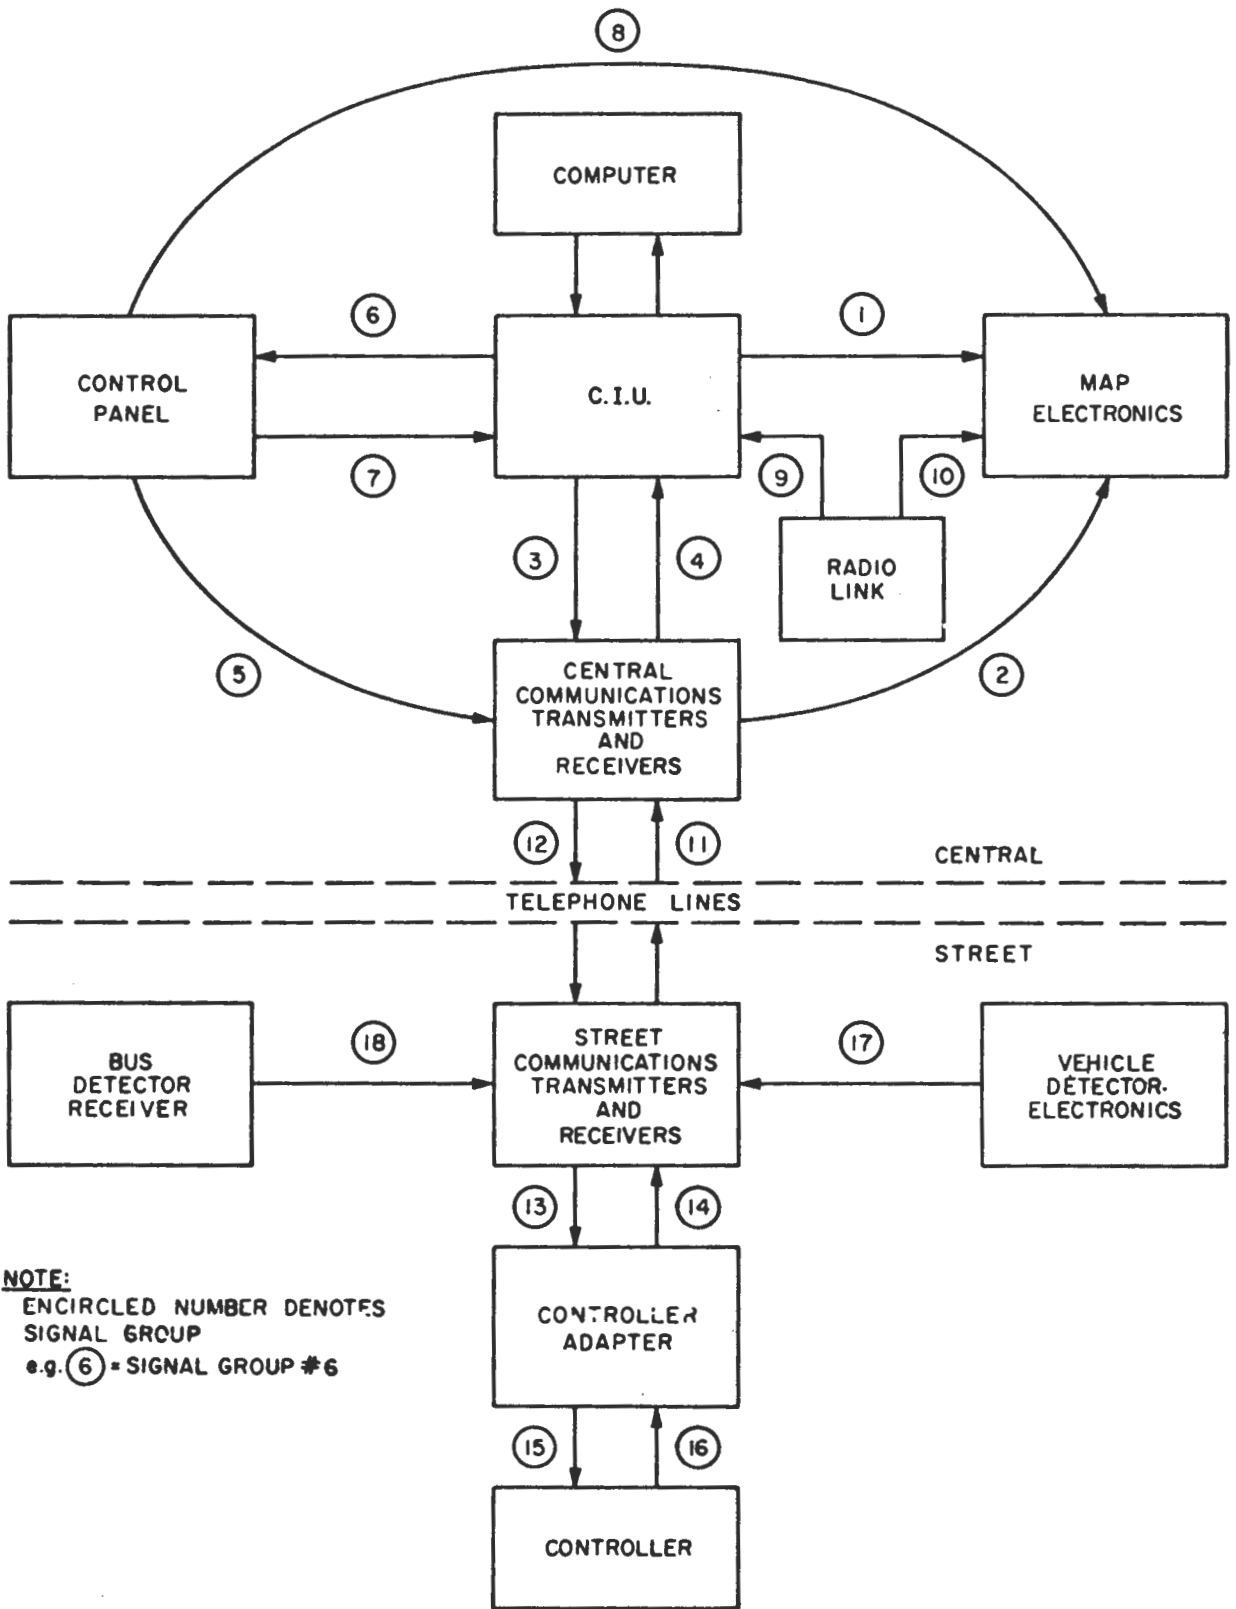 8
COMPUTER
6
1
CONTROL
PANEL
C.I.U.
MAP
ELECTRONICS
7
9
10
3
4
RADIO
LINK
5
2
CENTRAL
COMMUNICATIONS
TRANSMITTERS
AND
RECEIVERS
12
11
CENTRAL
TELEPHONE LINES
STREET
18
17
BUS
DETECTOR
RECEIVER
STREET
COMMUNICATIONS
TRANSMITTERS
AND
RECEIVERS
VEHICLE
DETECTOR
ELECTRONICS
13
14
NOTE:
ENCIRCLED NUMBER DENOTES
SIGNAL GROUP
e.g. 6 = SIGNAL GROUP #6
CONTROLLER
ADAPTER
15
16
CONTROLLER